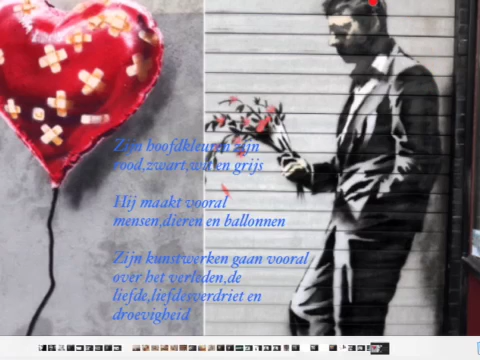 Zijn hoofdkleuren zijn
rood,zwart,wit en grijs
Hij maakt vooral
mensen,dieren en ballonnen
Zijn kunstwerken gaan vooral
over het verleden,de
liefde,liefdesverdriet en
droevigheid